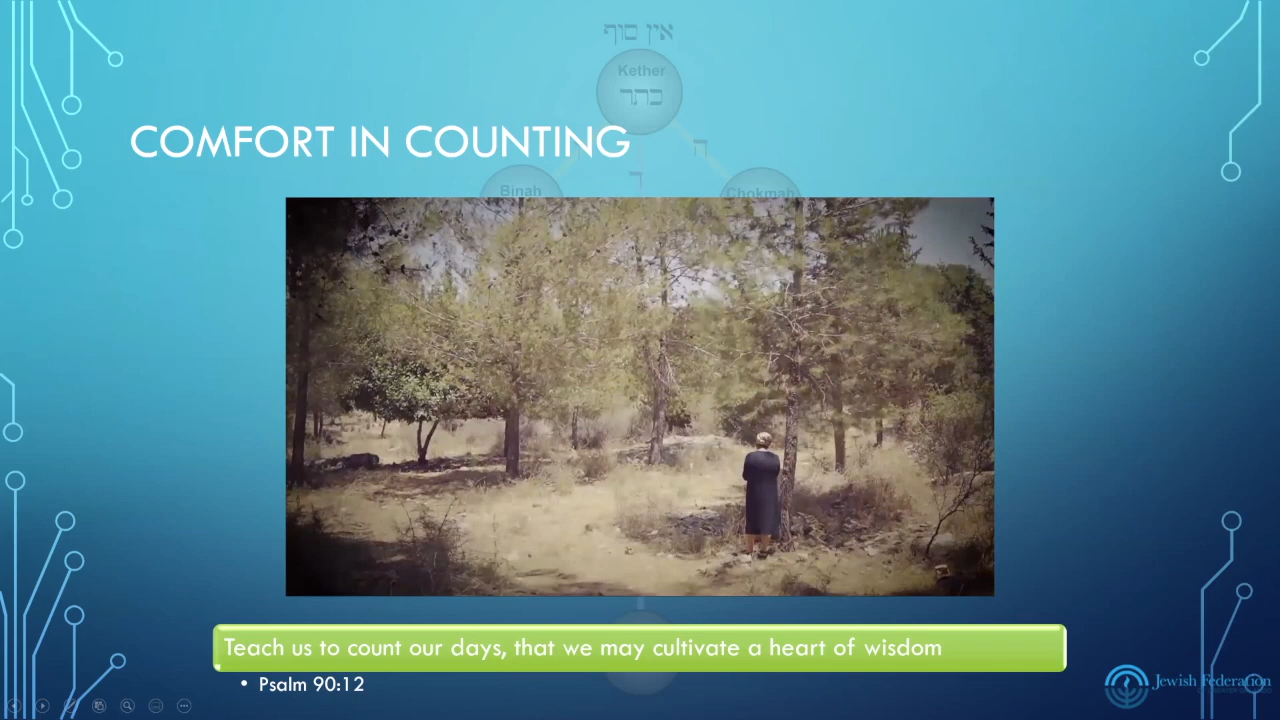 אין סוף
Kether
כתר
COMFORT IN COUNTING
ה
ד
Binah
Chokmah
Teach us to count our days, that we may cultivate a heart of wisdom
• Psalm 90:12
Jewish Federation